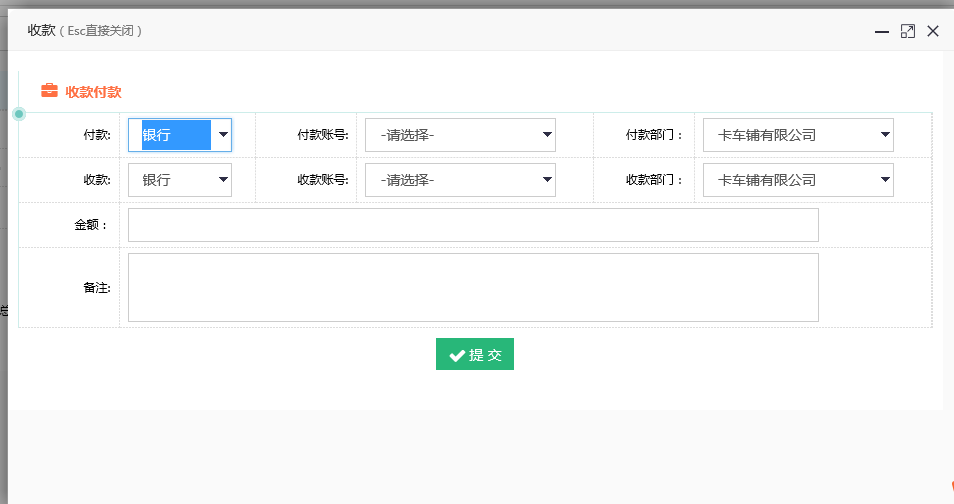 收款（Esc直接关闭）
收款付款
付款: 银行 付款账号: -请选择- 付款部门： 卡车铺有限公司
收款: 银行 收款账号: -请选择- 收款部门： 卡车铺有限公司
金额：
总
备注:
提 交